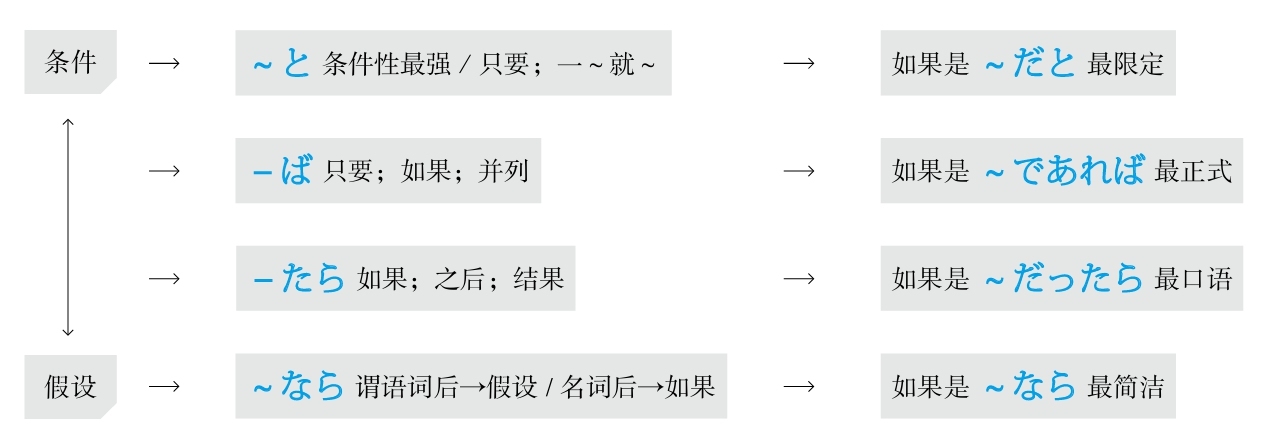 条件 → ~と 条件性最强 / 只要；一~就~ → 如果是 ~だと 最限定
→ –ば 只要；如果；并列 → 如果是 ~であれば 最正式
→ –たら 如果；之后；结果 → 如果是 ~だったら 最口语
假设 → ~なら 谓语词后→假设 / 名词后→如果 → 如果是 ~なら 最简洁